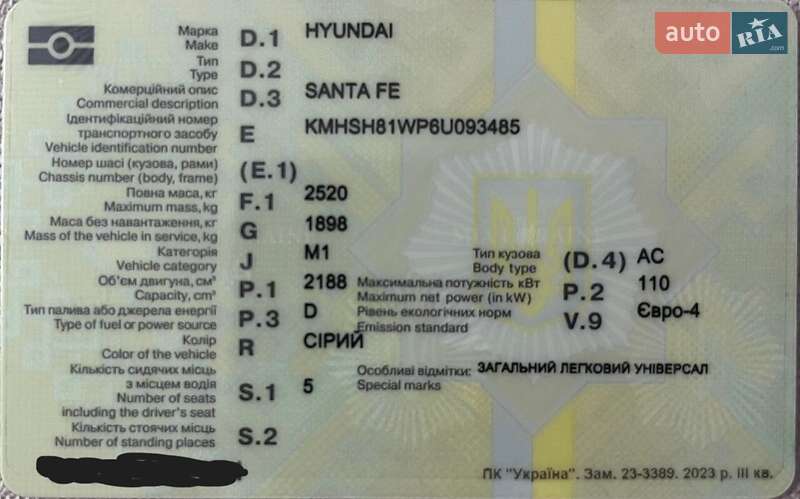 auto RIA .com
Марка
Make D.1 HYUNDAI
Тип
Type D.2
Комерційний опис
Commercial description D.3 SANTA FE
Ідентифікаційний номер
транспортного засобу
Vehicle identification number E KMHSH81WP6U093485
Номер шасі (кузова, рами)
Chassis number (body, frame) (E.1)
Повна маса, кг
Maximum mass, kg F.1 2520
Маса без навантаження, кг
Mass of the vehicle in service, kg G 1898
Категорія
Vehicle category J M1
Тип кузова
Body type (D.4) AC
Об'єм двигуна, см³
Capacity, cm³ P.1 2188
Максимальна потужність кВт
Maximum net power (in kW) P.2 110
Тип палива або джерела енергії
Type of fuel or power source P.3 D
Рівень екологічних норм
Emission standard V.9 Євро-4
Колір
Color of the vehicle R СІРИЙ
Кількість сидячих місць
з місцем водія
Number of seats
including the driver's seat S.1 5
Особливі відмітки: ЗАГАЛЬНИЙ ЛЕГКОВИЙ УНІВЕРСАЛ
Special marks
Кількість стоячих місць
Number of standing places S.2
ПК "Україна". Зам. 23-3389. 2023 р. III кв.